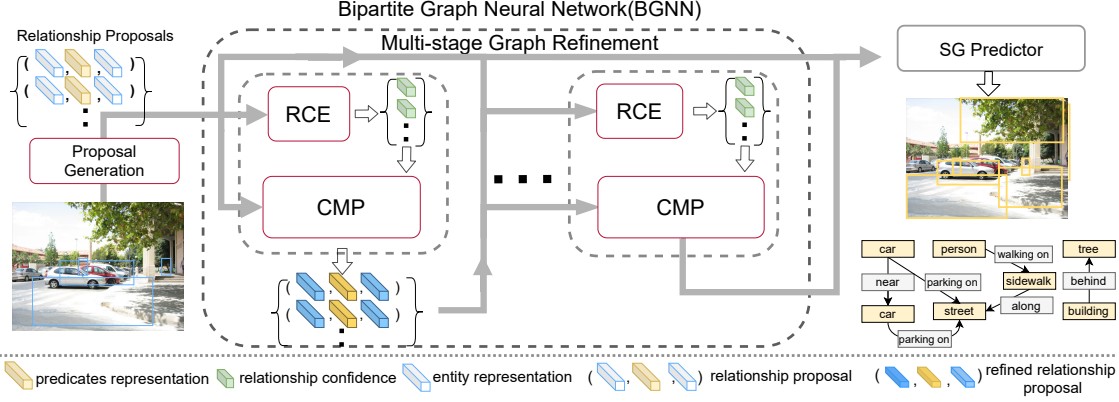 Bipartite Graph Neural Network(BGNN)
Relationship Proposals
Multi-stage Graph Refinement
SG Predictor
( , , )
( , , )
RCE
RCE
Proposal
Generation
CMP
CMP
( , , )
( , , )
car
person
tree
walking on
near
parking on
sidewalk
behind
car
street
along
building
parking on
predicates representation
relationship confidence
entity representation
( , , ) relationship proposal
( , , ) refined relationship
proposal